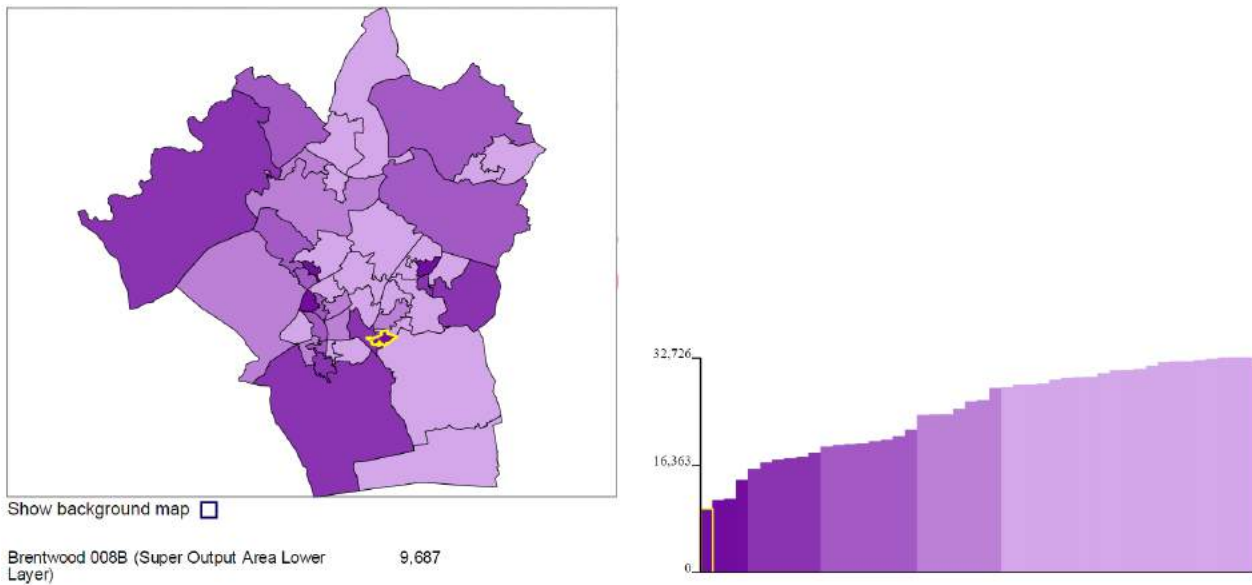 32,726
16,363
0
Show background map
Brentwood 008B (Super Output Area Lower
Layer)
9,687